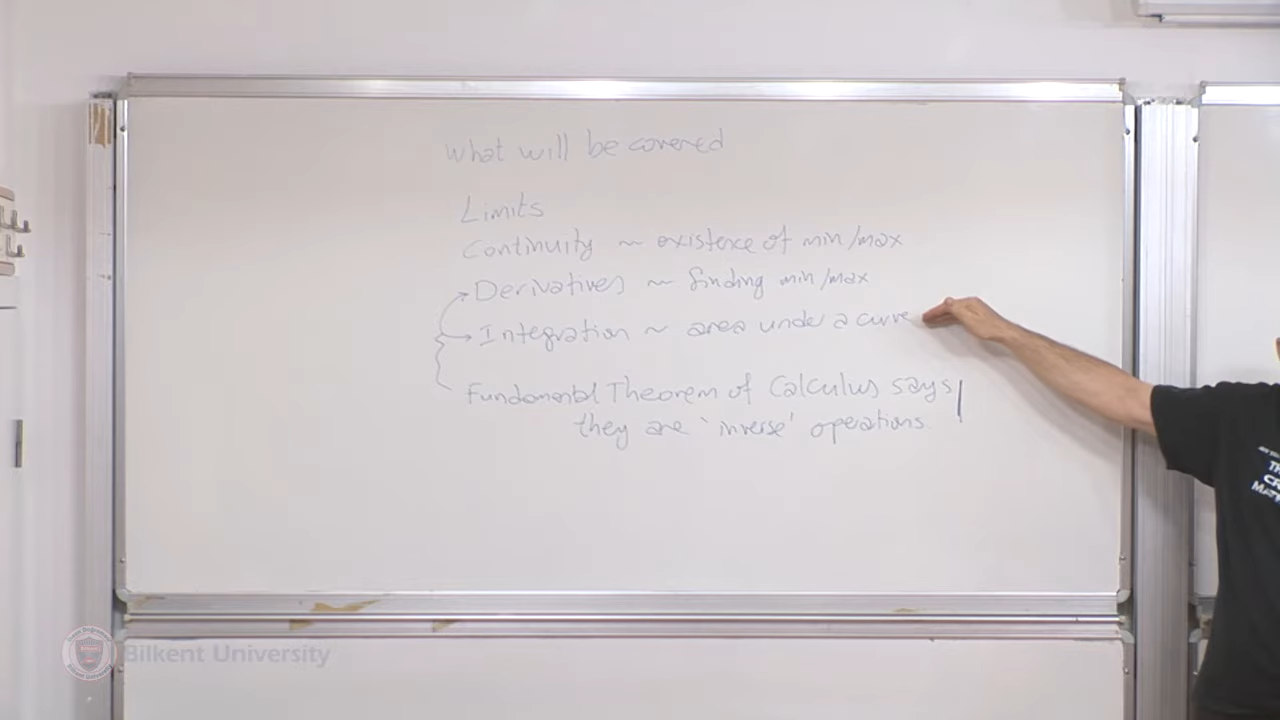 What will be covered
Limits
Continuity ~ existence of min/max
Derivatives ~ finding min/max
Integration ~ area under a curve
Fundamental Theorem of Calculus says
they are 'inverse' operations.
Bilkent University